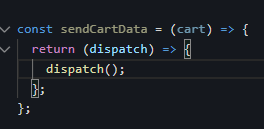 const sendCartData = (cart) => {
return (dispatch) => {
dispatch();
};
};